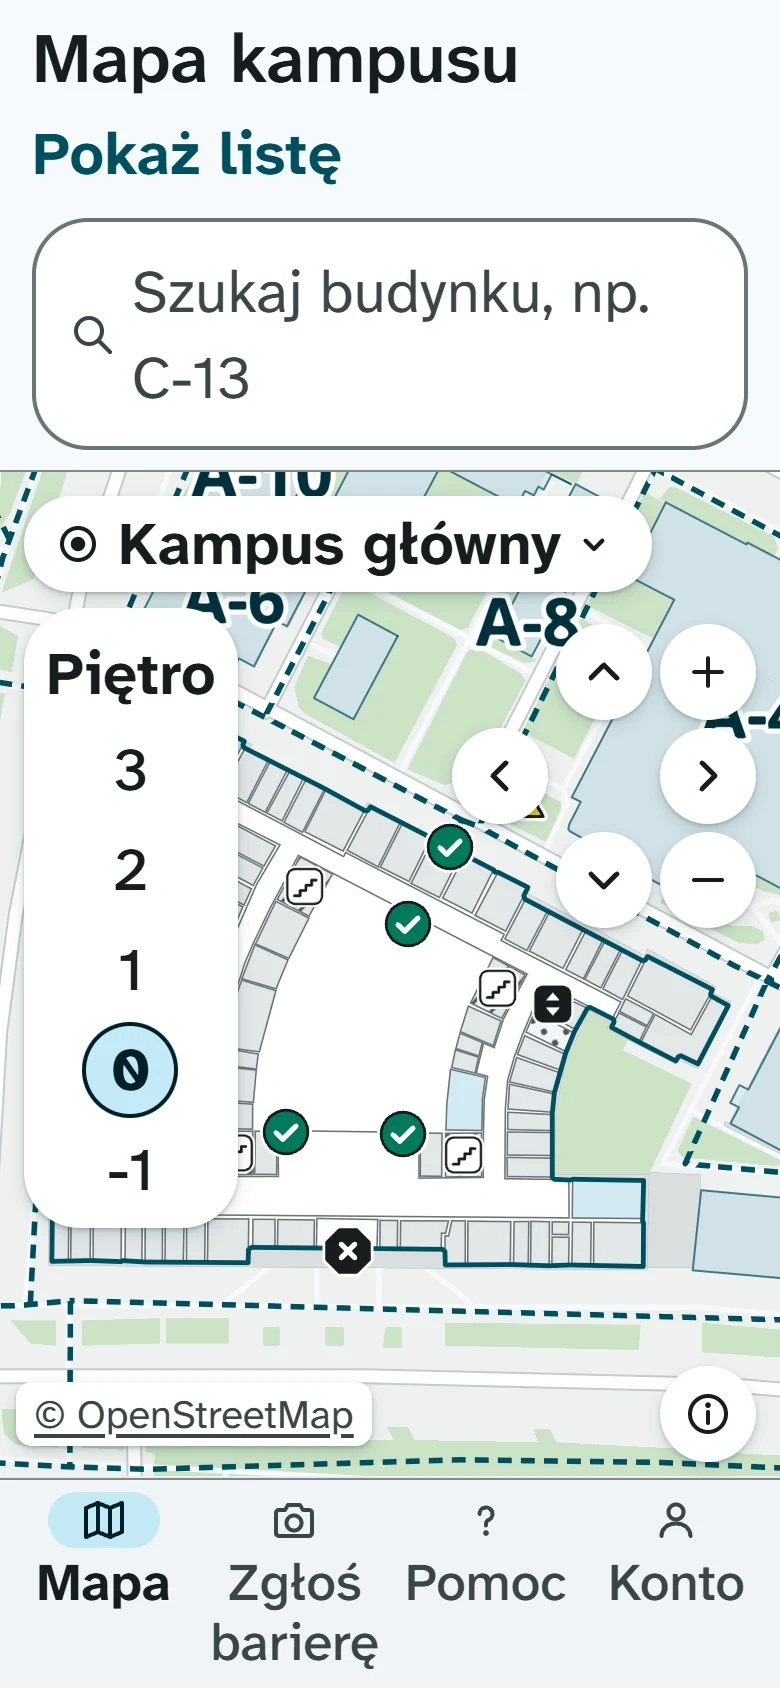 Mapa kampusu
Pokaż listę
Szukaj budynku, np.
C-13
A-10
Kampus główny
A-6
A-8
A-4
Piętro
3
2
1
0
-1
© OpenStreetMap
Mapa
Zgłoś
barierę
Pomoc
Konto